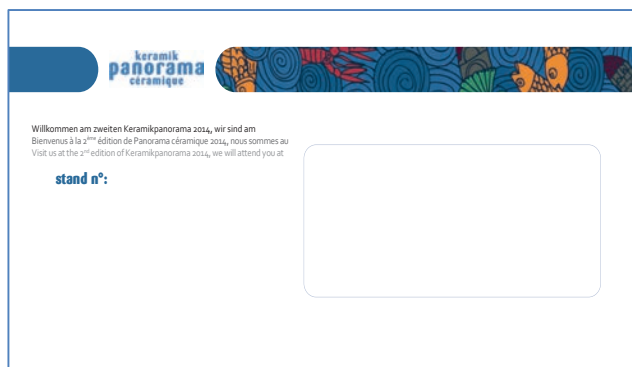 keramik
panorama
céramique
Willkommen am zweiten Keramikpanorama 2014, wir sind am
Bienvenus à la 2ème édition de Panorama céramique 2014, nous sommes au
Visit us at the 2nd edition of Keramikpanorama 2014, we will attend you at
stand n°: